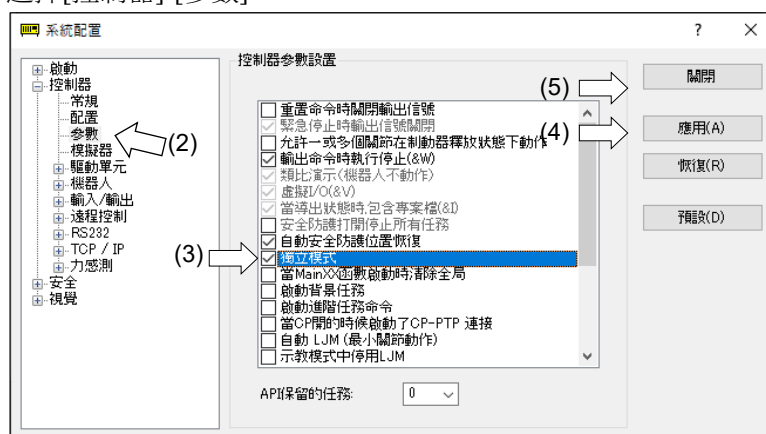 選擇[控制器]-[參數]
系統配置
?
啟動
控制器
常規
配置
參數
(2)
模擬器
驅動單元
機器人
輸入/輸出
遠程控制
RS232
TCP / IP
力感測
安全
視覺
控制器參數設置
(5)
重置命令時關閉輸出信號
緊急停止時輸出信號關閉
(4)
允許一或多個關節在制動器釋放狀態下動作
輸出命令時執行停止(&W)
類比演示(機器人不動作)
虛擬I/O(&V)
當導出狀態時,包含專案檔(&I)
安全防護打開停止所有任務
自動安全防護位置恢復
(3)
獨立模式
當MainXX函數啟動時清除全局
啟動背景任務
啟動進階任務命令
當CP開的時候啟動了CP-PTP 連接
自動 LJM (最小關節動作)
示教模式中停用LJM
API保留的任務:
0
關閉
應用(A)
恢復(R)
預設(D)